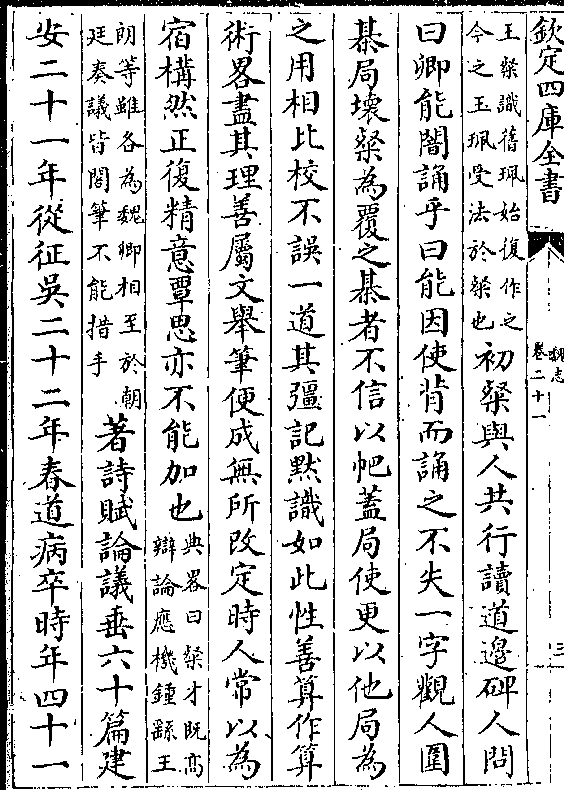 欽定四庫全書
魏志
卷二十一
三
王粲識舊珮始復作之
今之玉珮受法於粲也
初粲與人共行讀道邊碑人問
曰卿能闇誦乎曰能因使背而誦之不失一字觀人圍
棊局壞粲為覆之棊者不信以帊蓋局使更以他局為
之用相比校不誤一道其彊記黙識如此性善算作算
術畧盡其理善屬文舉筆便成無所改定時人常以為
宿構然正復精意覃思亦不能加也
典畧曰粲才既高
辯論應機鍾繇王
朗等雖各為魏卿相至於朝
廷奏議皆閣筆不能措手
著詩賦論議垂六十篇建
安二十一年從征吳二十二年春道病卒時年四十一